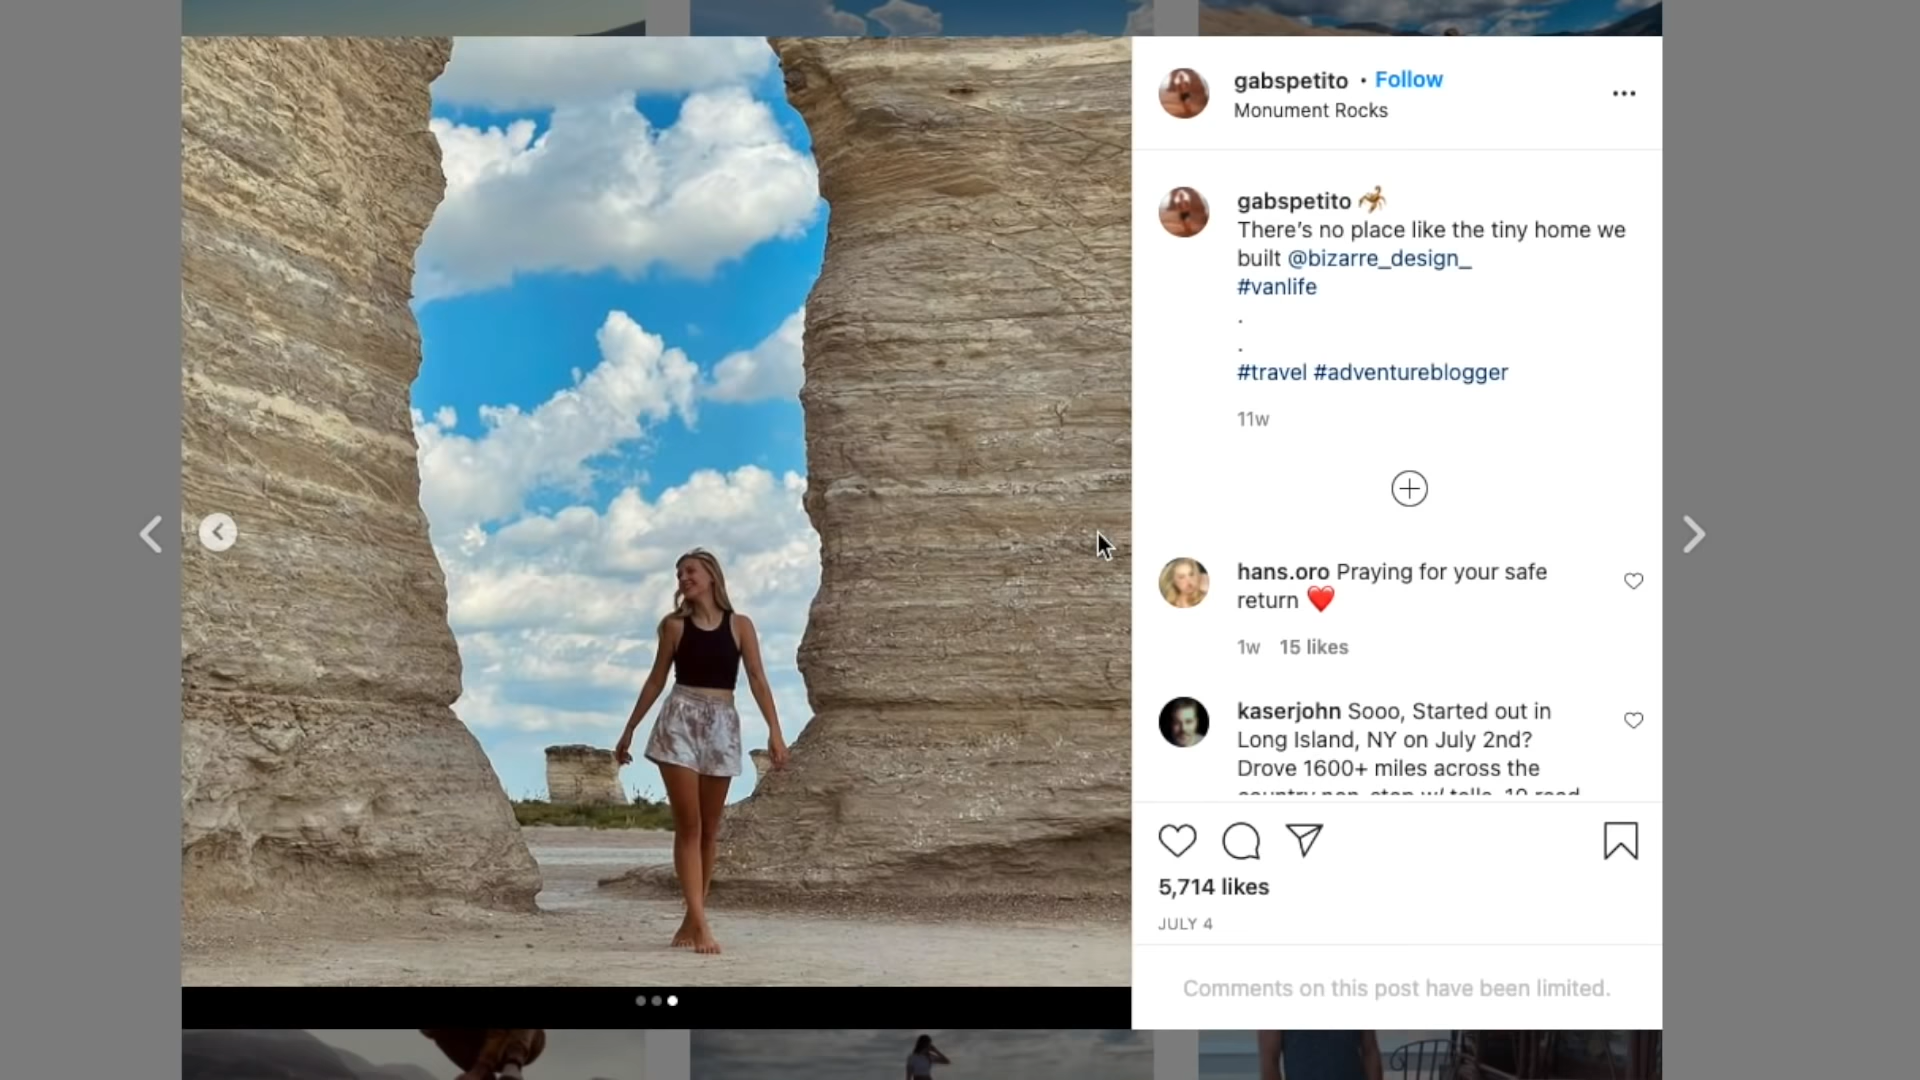 gabspetito • Follow
Monument Rocks
gabspetito 🦂
There's no place like the tiny home we
built @bizarre_design_
#vanlife
.
.
#travel #adventureblogger
11w
hans.oro Praying for your safe
return ❤️
1w 15 likes
kaserjohn Sooo, Started out in
Long Island, NY on July 2nd?
Drove 1600+ miles across the
5,714 likes
JULY 4
Comments on this post have been limited.